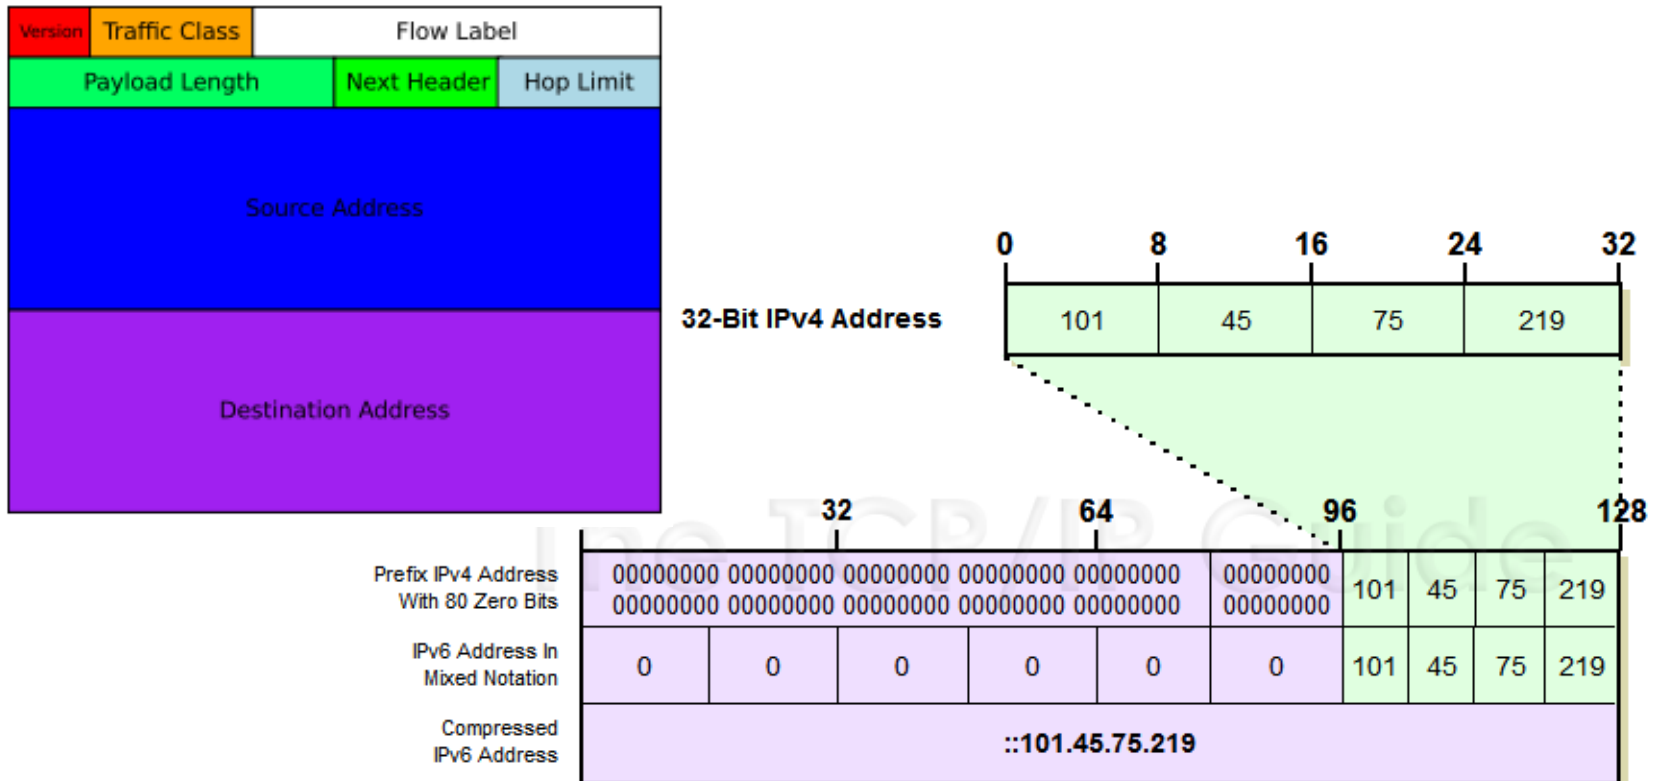 Version Traffic Class Flow Label
Payload Length Next Header Hop Limit
Source Address
Destination Address
0 8 16 24 32
32-Bit IPv4 Address 101 45 75 219
The TCP/IP Guide
32 64 96 128
Prefix IPv4 Address
With 80 Zero Bits
00000000 00000000 00000000 00000000 00000000 00000000
00000000 00000000 00000000 00000000 00000000 00000000
101 45 75 219
IPv6 Address In
Mixed Notation
0 0 0 0 0 0 101 45 75 219
Compressed
IPv6 Address
::101.45.75.219